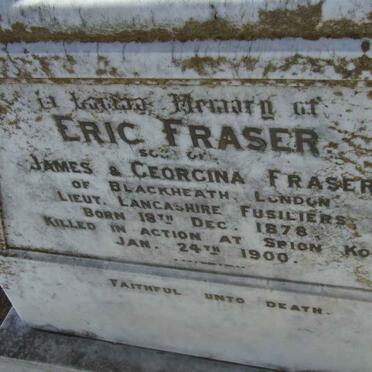 In Loving Memory of
ERIC FRASER
SON OF
JAMES & GEORGINA FRASER
OF BLACKHEATH, LONDON
LIEUT. LANCASHIRE FUSILIERS,
BORN 18TH DEC. 1878.
KILLED IN ACTION AT SPION KO
JAN. 24TH 1900.
FAITHFUL UNTO DEATH.